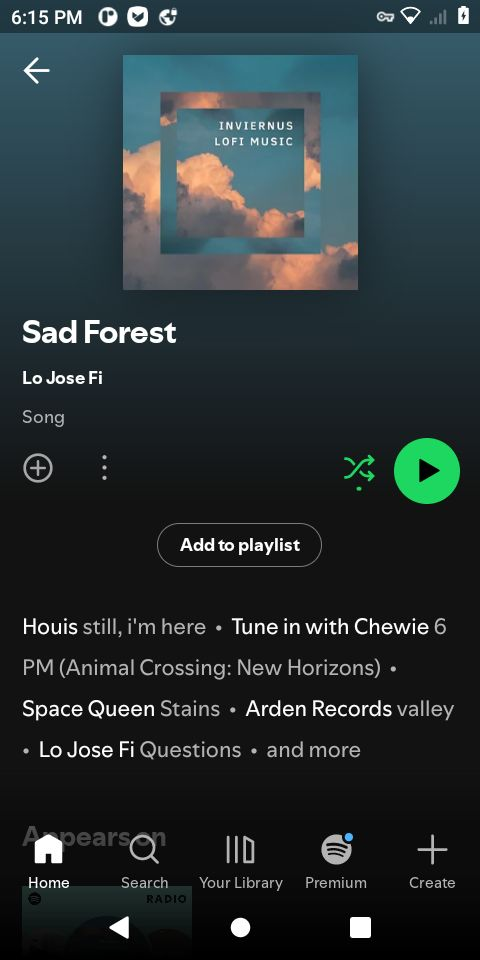 6:15 PM
INVIERNUS
LOFI MUSIC
Sad Forest
Lo Jose Fi
Song
Add to playlist
Houis still, i'm here • Tune in with Chewie 6
PM (Animal Crossing: New Horizons) •
Space Queen Stains • Arden Records valley
• Lo Jose Fi Questions • and more
Appears on
Home Search Your Library Premium Create
RADIO